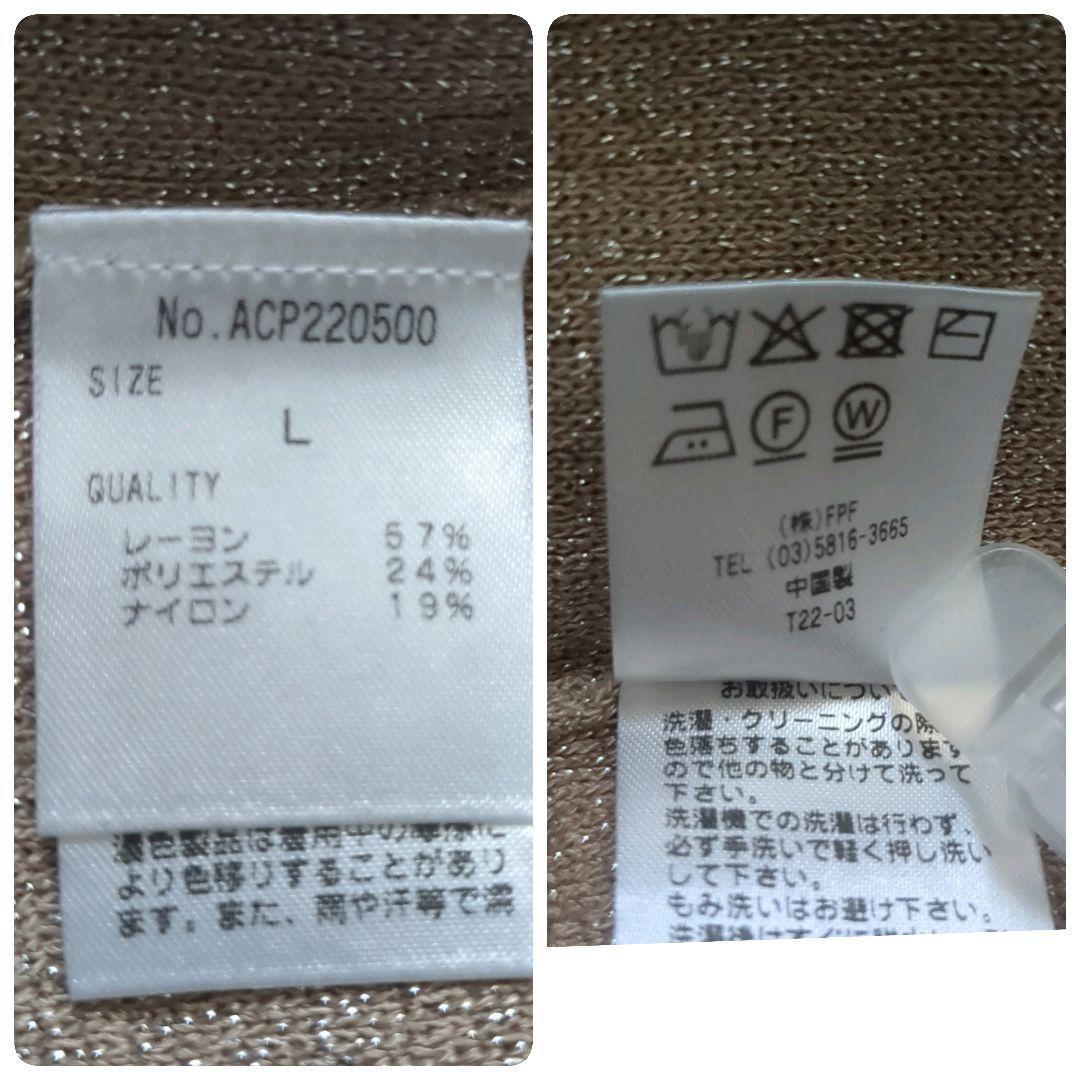 No.ACP220500
SIZE
L
QUALITY
レーヨン 57%
ポリエステル 24%
ナイロン 19%
濃色製品は着用中の摩擦に
より色移りすることがあり
ます。また、雨や汗等で濡
F W
(株)FPF
TEL (03)5816-3665
中国製
T22-03
お取扱いについ
洗濯・クリーニングの際
色落ちすることがあります
ので他の物と分けて洗って
下さい。
洗濯機での洗濯は行わず、
必ず手洗いで軽く押し洗い
して下さい。
もみ洗いはお避け下さい。
洗濯後はすぐに